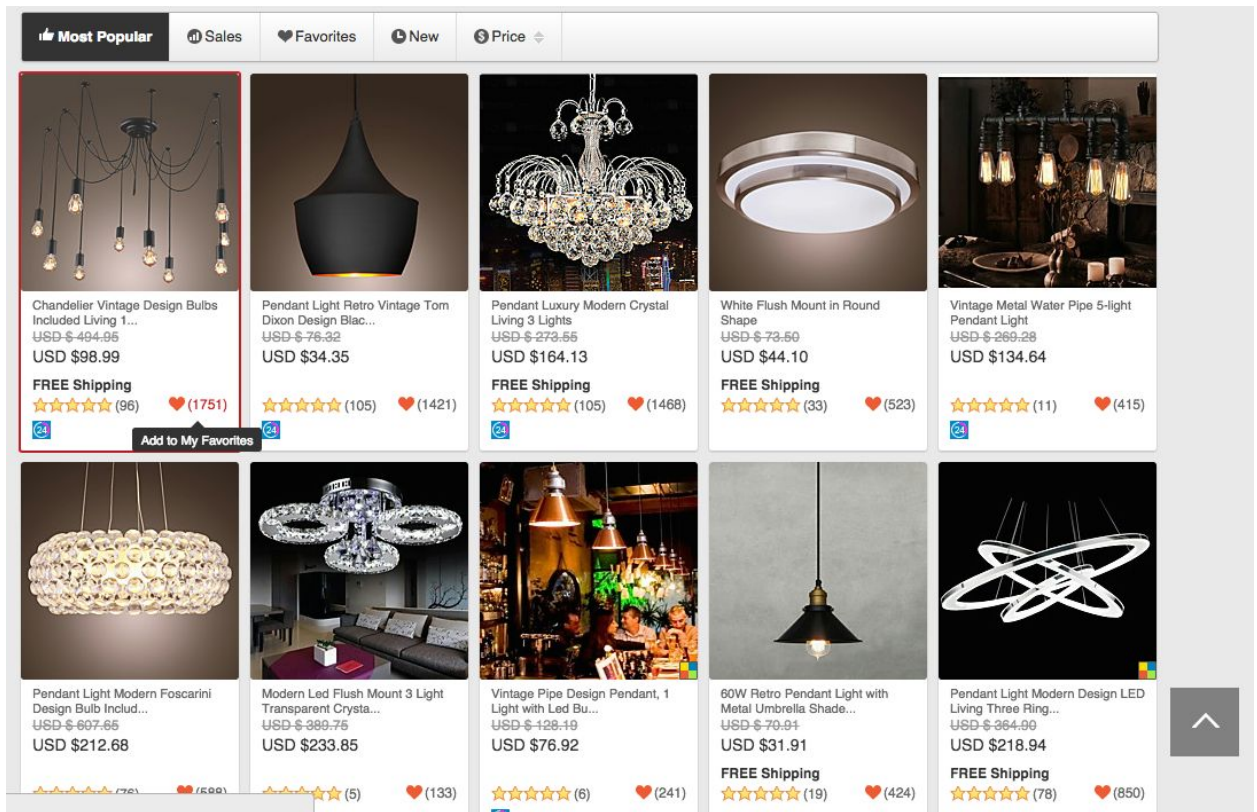 Most Popular
Sales
Favorites
New
Price
Chandelier Vintage Design Bulbs
Included Living 1...
USD $ 494.95
USD $98.99
FREE Shipping
(96)
(1751)
24
Add to My Favorites
Pendant Light Retro Vintage Tom
Dixon Design Blac...
USD $ 76.32
USD $34.35
(105)
(1421)
24
Pendant Luxury Modern Crystal
Living 3 Lights
USD $ 273.55
USD $164.13
FREE Shipping
(105)
(1468)
24
White Flush Mount in Round
Shape
USD $ 73.50
USD $44.10
FREE Shipping
(33)
(523)
Vintage Metal Water Pipe 5-light
Pendant Light
USD $ 269.28
USD $134.64
(11)
(415)
24
Pendant Light Modern Foscarini
Design Bulb Includ...
USD $ 607.65
USD $212.68
(76)
(588)
Modern Led Flush Mount 3 Light
Transparent Crysta...
USD $ 389.75
USD $233.85
(5)
(133)
Vintage Pipe Design Pendant, 1
Light with Led Bu...
USD $ 128.19
USD $76.92
(6)
(241)
60W Retro Pendant Light with
Metal Umbrella Shade...
USD $ 70.91
USD $31.91
FREE Shipping
(19)
(424)
Pendant Light Modern Design LED
Living Three Ring...
USD $ 364.90
USD $218.94
FREE Shipping
(78)
(850)